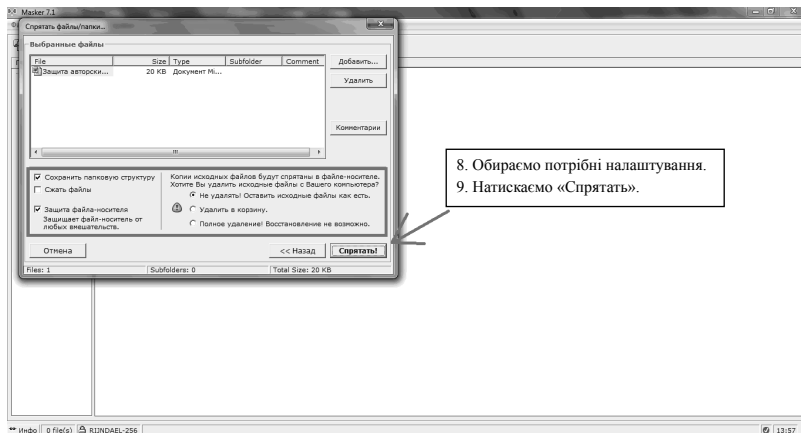 Masker 7.1
Спрятать файлы/папки...
Выбранные файлы
File Size Type Subfolder Comment
Защита авторски... 20 KB Документ Mi...
Добавить...
Удалить
Комментарии
Сохранить папковую структуру
Сжать файлы
Защита файла-носителя
Защищает файл-носитель от
любых вмешательств.
Копии исходных файлов будут спрятаны в файле-носителе.
Хотите Вы удалить исходные файлы с Вашего компьютера?
Не удалять! Оставить исходные файлы как есть.
Удалить в корзину.
Полное удаление! Восстановление не возможно.
Отмена
<< Назад
Спрятать!
Files: 1 Subfolders: 0 Total Size: 20 KB
8. Обираємо потрібні налаштування.
9. Натискаємо «Спрятать».
Инфо 0 file(s) RIJNDAEL-256 13:57